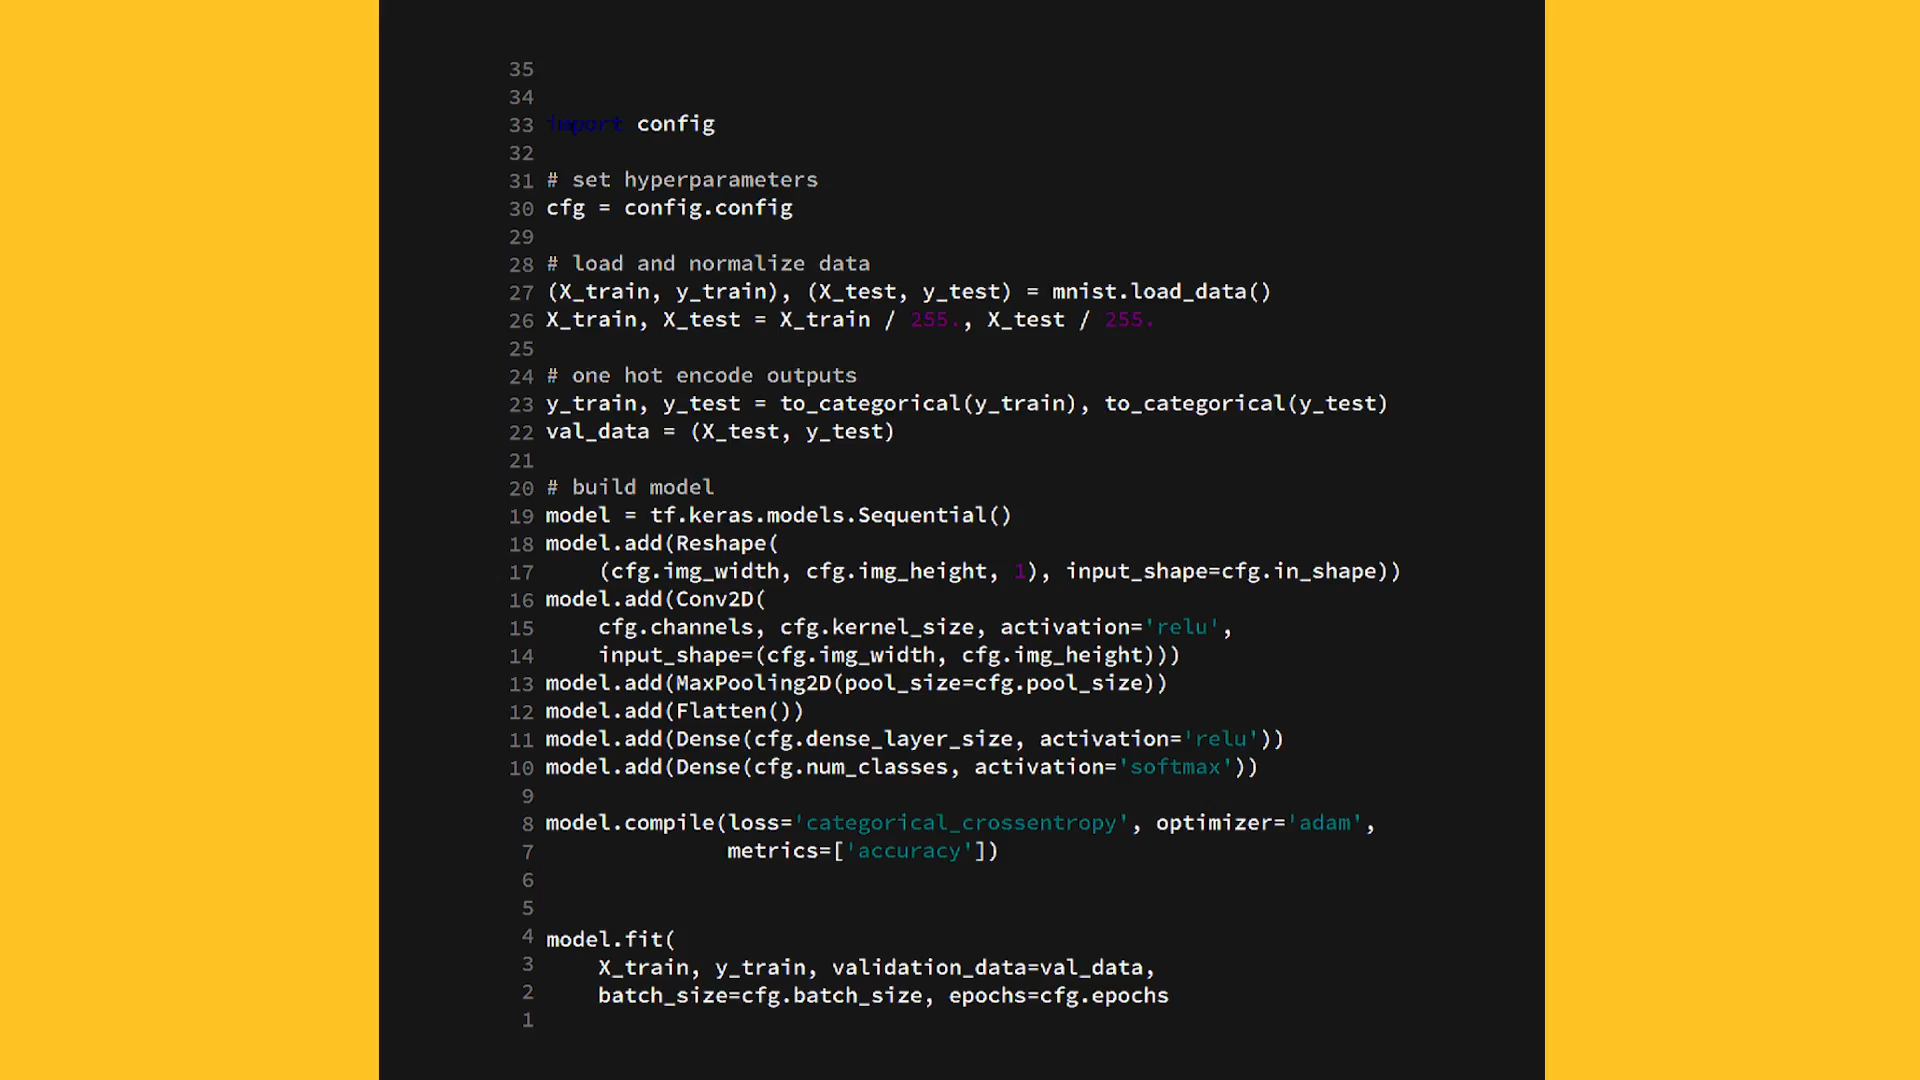 35
34
33 import config
32
31 # set hyperparameters
30 cfg = config.config
29
28 # load and normalize data
27 (X_train, y_train), (X_test, y_test) = mnist.load_data()
26 X_train, X_test = X_train / 255., X_test / 255.
25
24 # one hot encode outputs
23 y_train, y_test = to_categorical(y_train), to_categorical(y_test)
22 val_data = (X_test, y_test)
21
20 # build model
19 model = tf.keras.models.Sequential()
18 model.add(Reshape(
17     (cfg.img_width, cfg.img_height, 1), input_shape=cfg.in_shape))
16 model.add(Conv2D(
15     cfg.channels, cfg.kernel_size, activation='relu',
14     input_shape=(cfg.img_width, cfg.img_height)))
13 model.add(MaxPooling2D(pool_size=cfg.pool_size))
12 model.add(Flatten())
11 model.add(Dense(cfg.dense_layer_size, activation='relu'))
10 model.add(Dense(cfg.num_classes, activation='softmax'))
9
8 model.compile(loss='categorical_crossentropy', optimizer='adam',
7               metrics=['accuracy'])
6
5
4 model.fit(
3     X_train, y_train, validation_data=val_data,
2     batch_size=cfg.batch_size, epochs=cfg.epochs
1